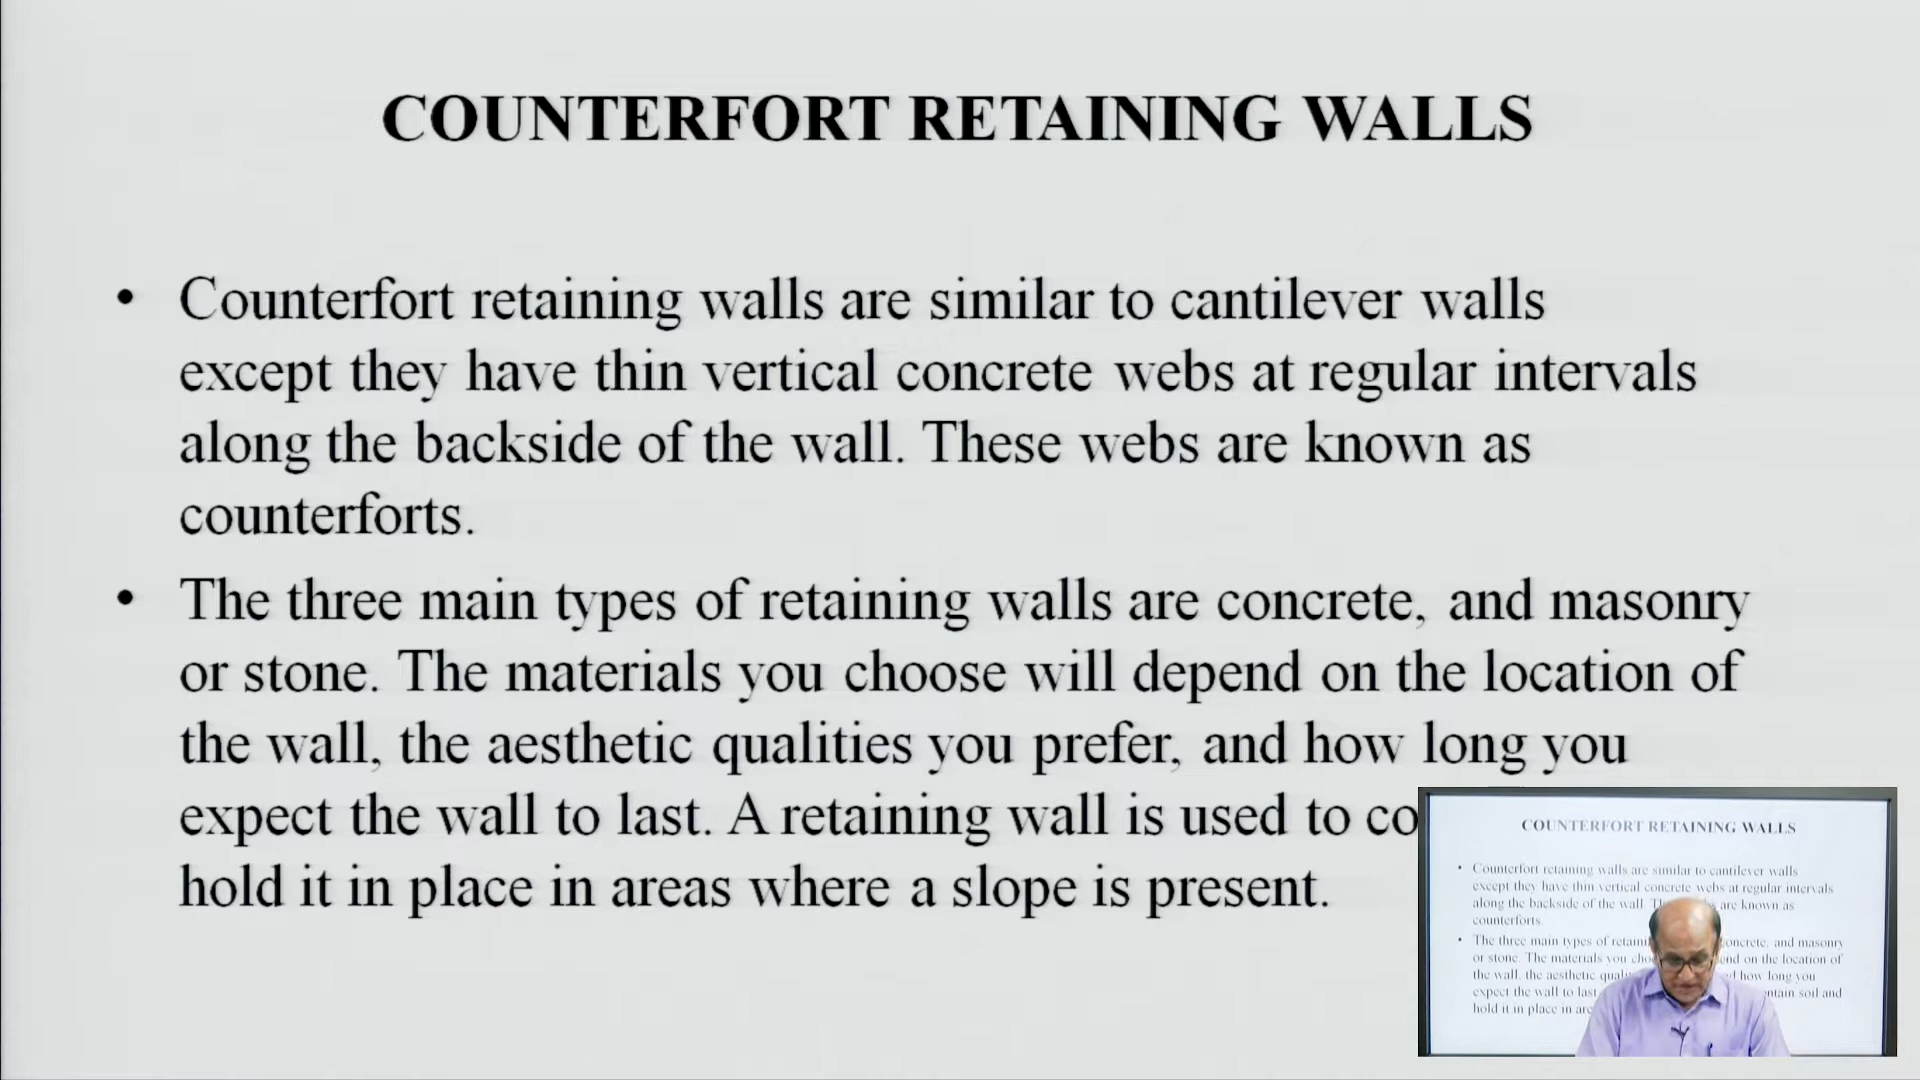 COUNTERFORT RETAINING WALLS
• Counterfort retaining walls are similar to cantilever walls
except they have thin vertical concrete webs at regular intervals
along the backside of the wall. These webs are known as
counterforts.
• The three main types of retaining walls are concrete, and masonry
or stone. The materials you choose will depend on the location of
the wall, the aesthetic qualities you prefer, and how long you
expect the wall to last. A retaining wall is used to co
hold it in place in areas where a slope is present.
COUNTERFORT RETAINING WALLS
• Counterfort retaining walls are similar to cantilever walls
except they have thin vertical concrete webs at regular intervals
along the backside of the wall. Th s are known as
counterforts.
• The three main types of retaini concrete, and masonry
or stone. The materials you cho end on the location of
the wall, the aesthetic quali d how long you
expect the wall to last ntain soil and
hold it in place in are